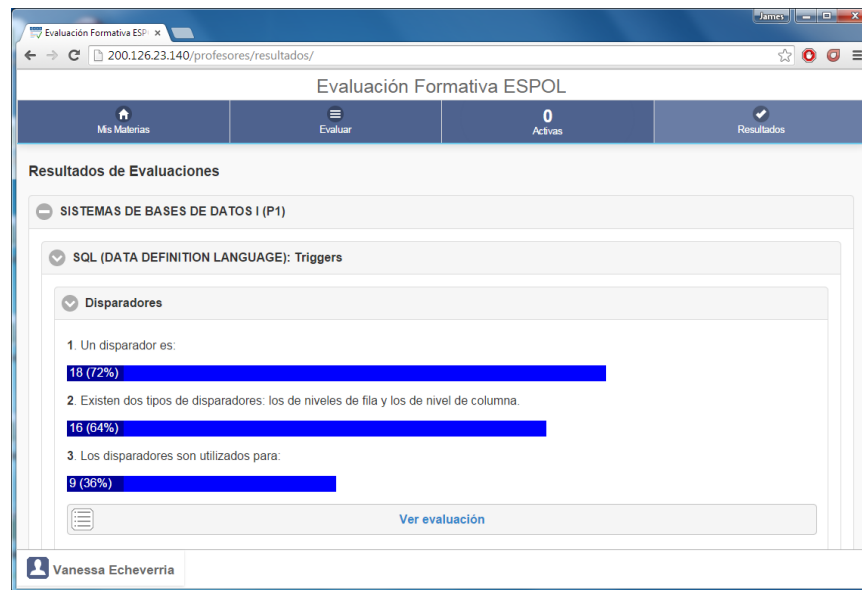 James
Evaluación Formativa ESP
200.126.23.140/profesores/resultados/
Evaluación Formativa ESPOL
Mis Materias
Evaluar
0
Activas
Resultados
Resultados de Evaluaciones
SISTEMAS DE BASES DE DATOS I (P1)
SQL (DATA DEFINITION LANGUAGE): Triggers
Disparadores
1. Un disparador es:
18 (72%)
2. Existen dos tipos de disparadores: los de niveles de fila y los de nivel de columna.
16 (64%)
3. Los disparadores son utilizados para:
9 (36%)
Ver evaluación
Vanessa Echeverria